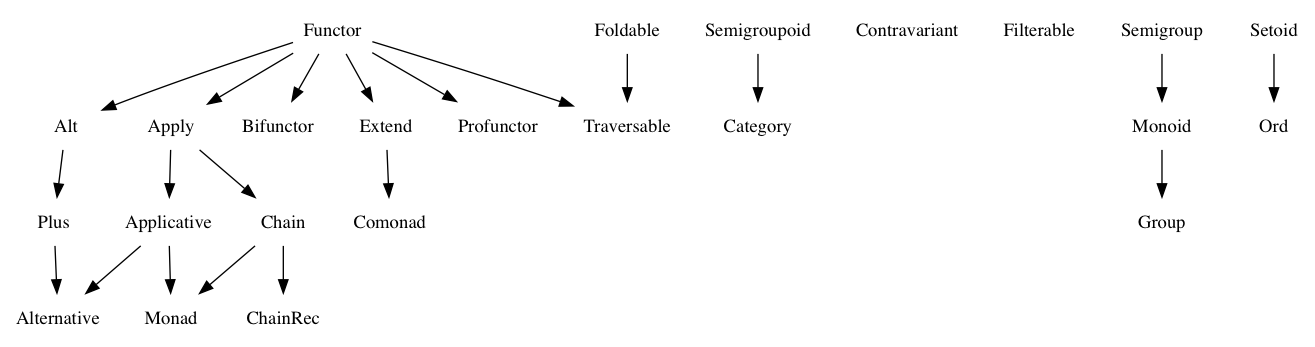 Functor Foldable Semigroupoid Contravariant Filterable Semigroup Setoid
Alt Apply Bifunctor Extend Profunctor Traversable Category Monoid Ord
Plus Applicative Chain Comonad Group
Alternative Monad ChainRec